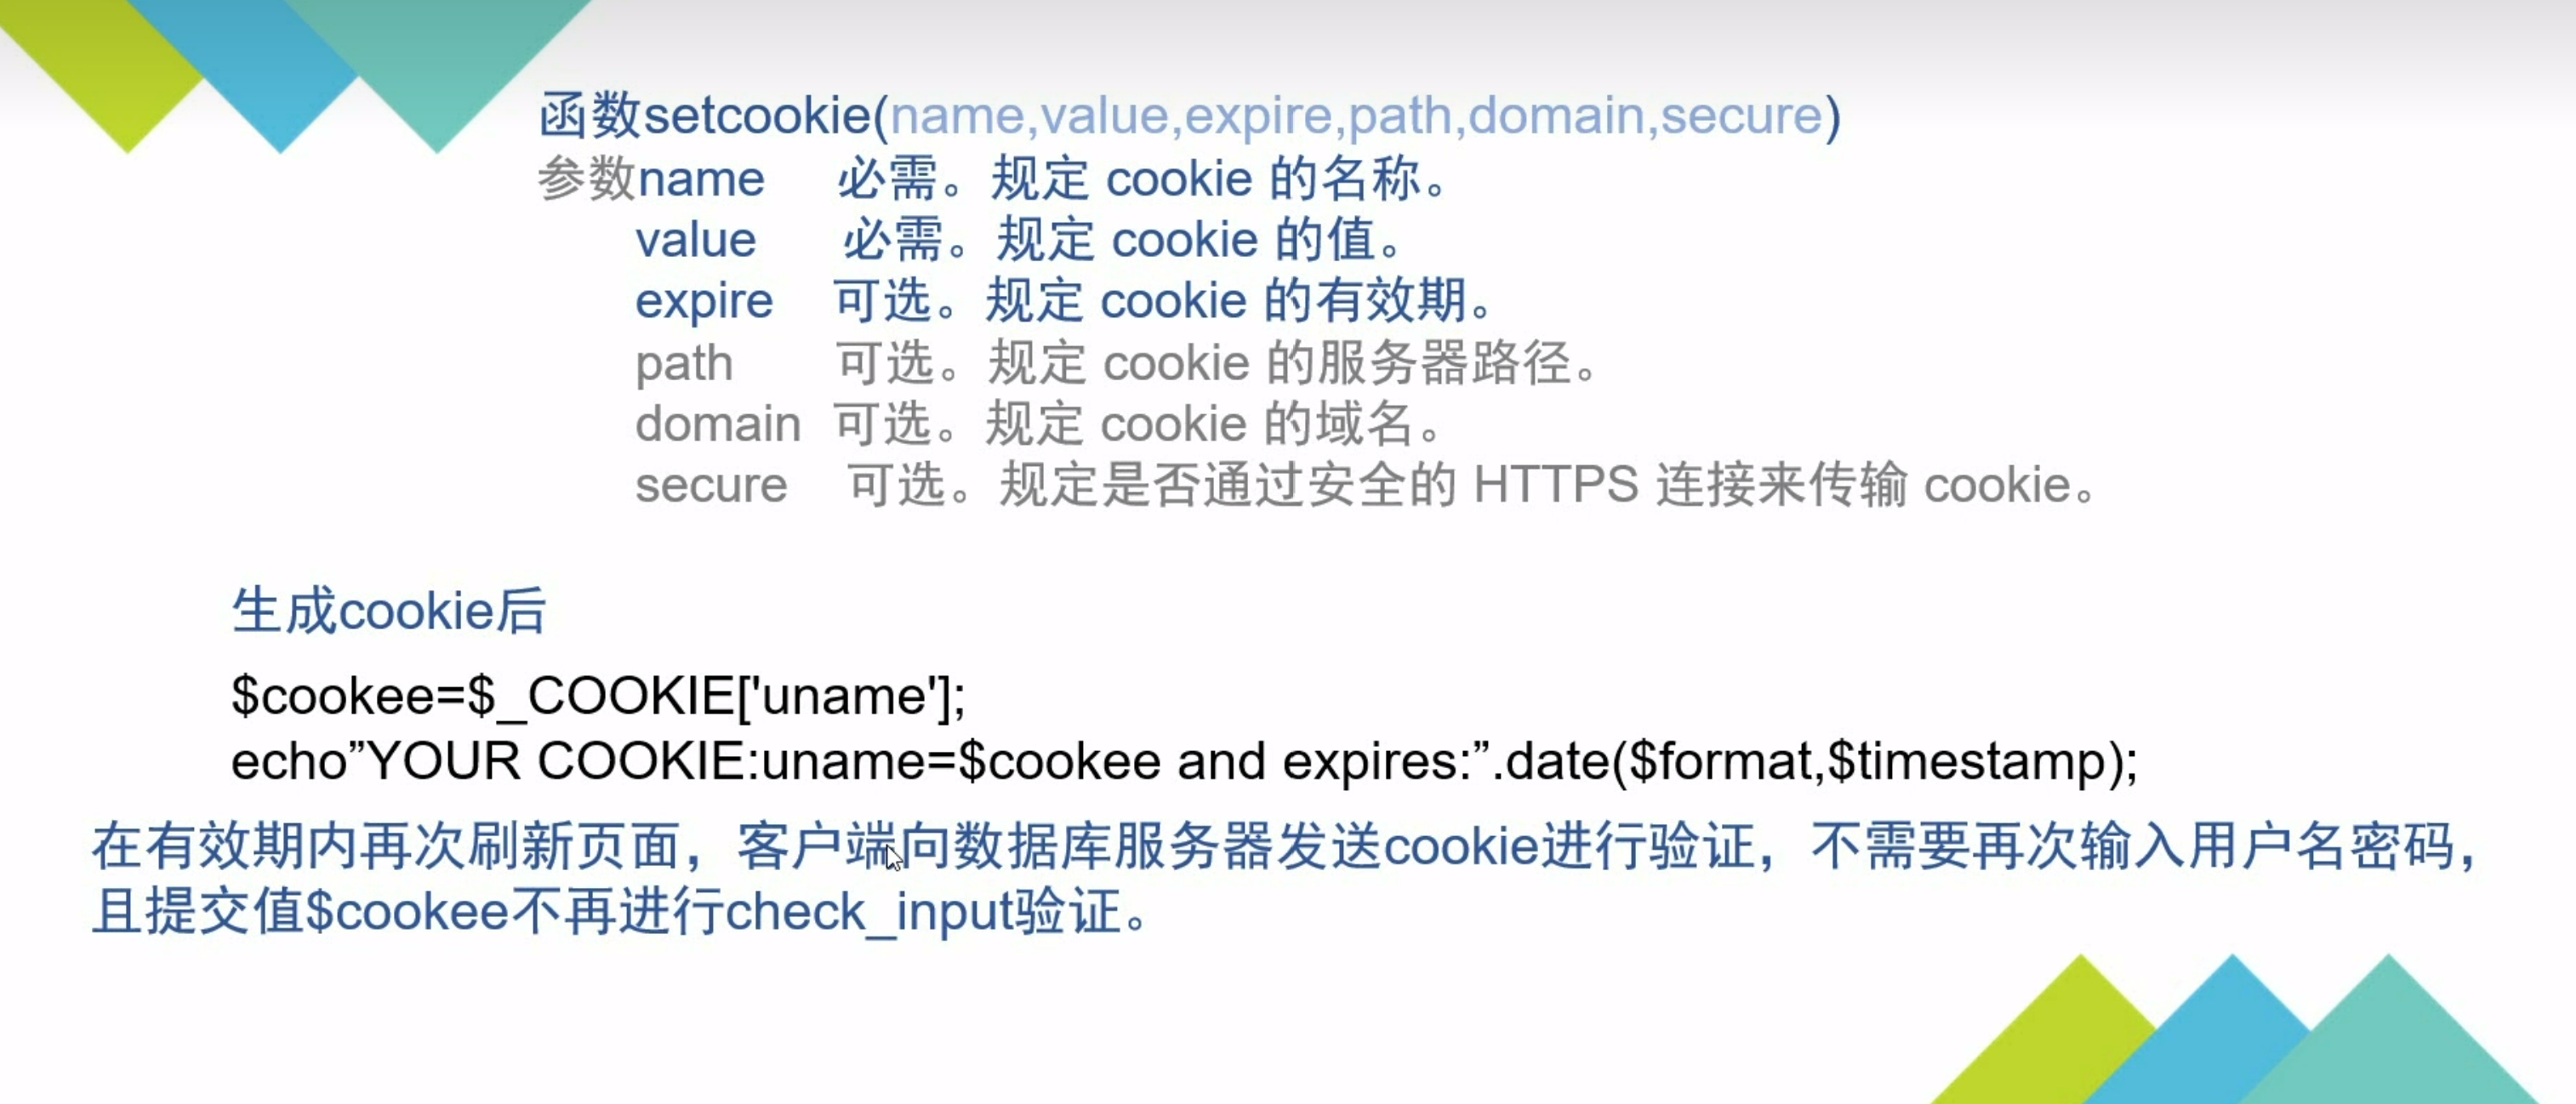 函数setcookie(name,value,expire,path,domain,secure)
参数name 必需。规定 cookie 的名称。
value 必需。规定 cookie 的值。
expire 可选。规定 cookie 的有效期。
path 可选。规定 cookie 的服务器路径。
domain 可选。规定 cookie 的域名。
secure 可选。规定是否通过安全的 HTTPS 连接来传输 cookie。
生成cookie后
$cookee=$_COOKIE['uname'];
echo”YOUR COOKIE:uname=$cookee and expires:”.date($format,$timestamp);
在有效期内再次刷新页面，客户端向数据库服务器发送cookie进行验证，不需要再次输入用户名密码，
且提交值$cookee不再进行check_input验证。